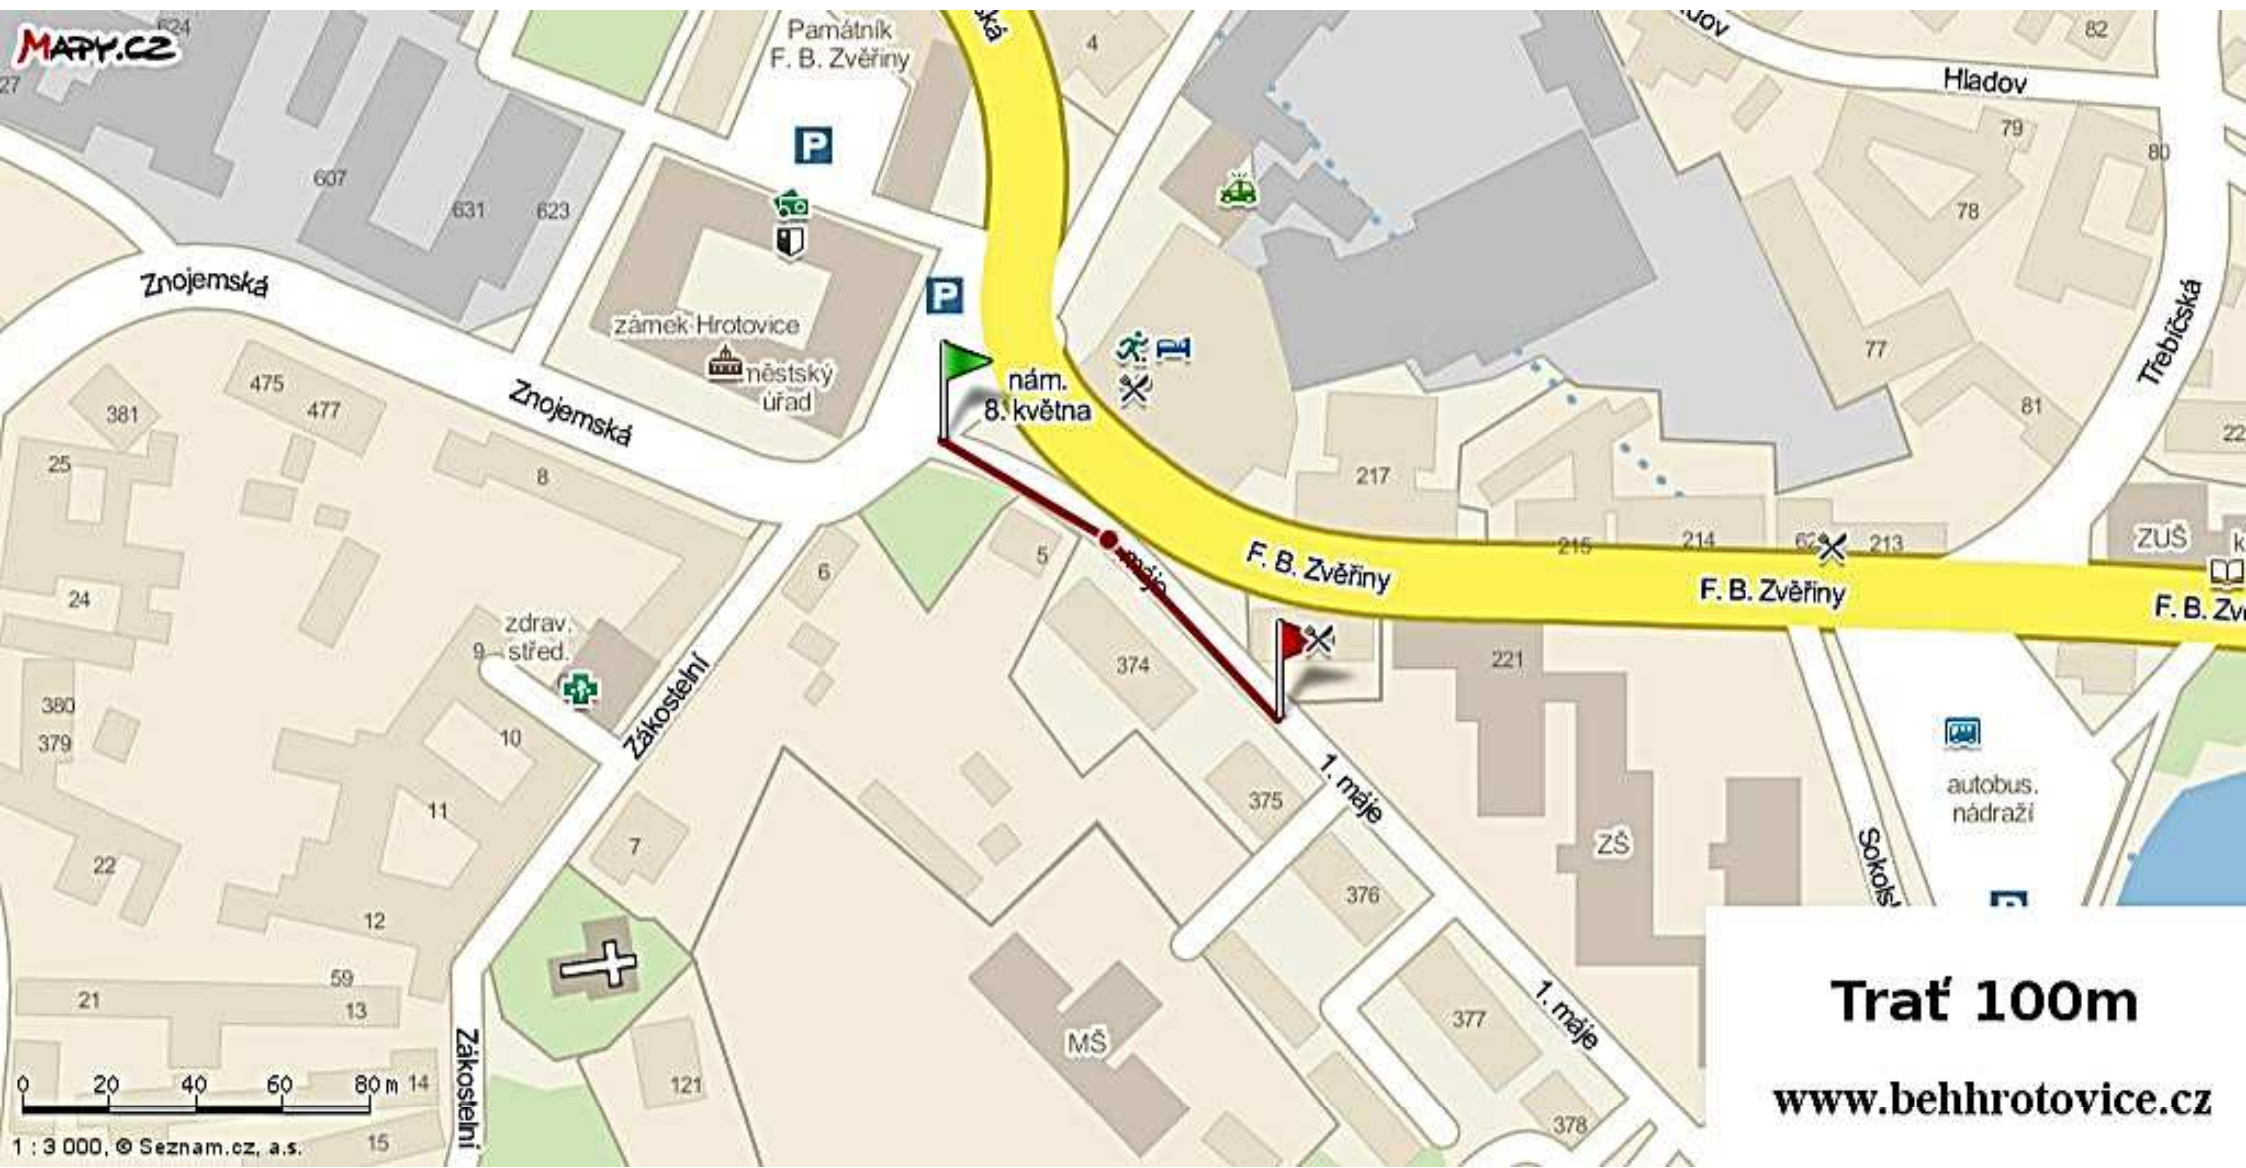 MAPY.CZ
624
27
607
631
623
Památník
F. B. Zvěřiny
P
4
Hladov
82
79
80
78
77
81
Třebíčská
Znojemská
zámek Hrotovice
městský
úřad
P
nám.
8. května
475
477
381
Znojemská
25
8
217
24
6
5
máje
F. B. Zvěřiny
215
214
213
F. B. Zvěřiny
ZUŠ
F. B.
zdrav.
střed.
9
380
379
10
Zákostelní
374
221
11
7
22
12
375
1. máje
376
ZŠ
autobus.
nádraží
21
59
13
MŠ
377
1. máje
378
Zákostelní
121
14
15
0 20 40 60 80 m
1 : 3 000, © Seznam.cz, a.s.
Trať 100m
www.behhrotovice.cz